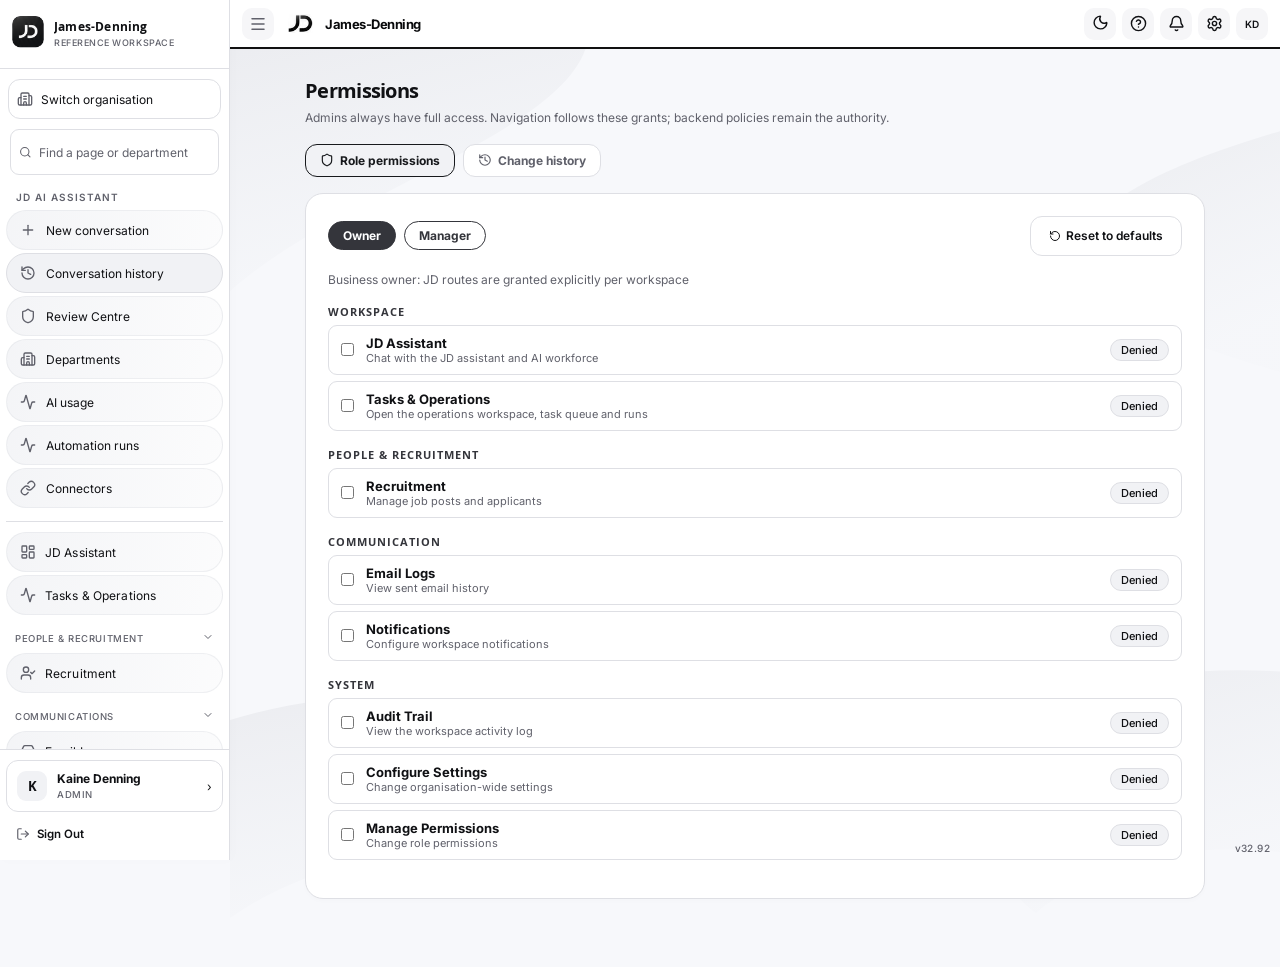 James-Denning
REFERENCE WORKSPACE
Switch organisation
Find a page or department
JD AI ASSISTANT
New conversation
Conversation history
Review Centre
Departments
AI usage
Automation runs
Connectors
JD Assistant
Tasks & Operations
PEOPLE & RECRUITMENT
Recruitment
COMMUNICATIONS
K
Kaine Denning
ADMIN
Sign Out
JD
James-Denning
KD
Permissions
Admins always have full access. Navigation follows these grants; backend policies remain the authority.
Role permissions
Change history
Owner
Manager
Reset to defaults
Business owner: JD routes are granted explicitly per workspace
WORKSPACE
JD Assistant
Chat with the JD assistant and AI workforce
Denied
Tasks & Operations
Open the operations workspace, task queue and runs
Denied
PEOPLE & RECRUITMENT
Recruitment
Manage job posts and applicants
Denied
COMMUNICATION
Email Logs
View sent email history
Denied
Notifications
Configure workspace notifications
Denied
SYSTEM
Audit Trail
View the workspace activity log
Denied
Configure Settings
Change organisation-wide settings
Denied
Manage Permissions
Change role permissions
Denied
v32.92